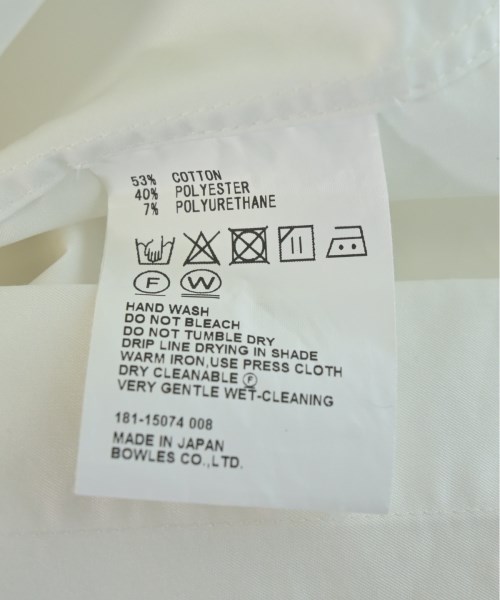 53% COTTON
40% POLYESTER
7% POLYURETHANE
F W
HAND WASH
DO NOT BLEACH
DO NOT TUMBLE DRY
DRIP LINE DRYING IN SHADE
WARM IRON,USE PRESS CLOTH
DRY CLEANABLE Ⓕ
VERY GENTLE WET-CLEANING
181-15074 008
MADE IN JAPAN
BOWLES CO.,LTD.